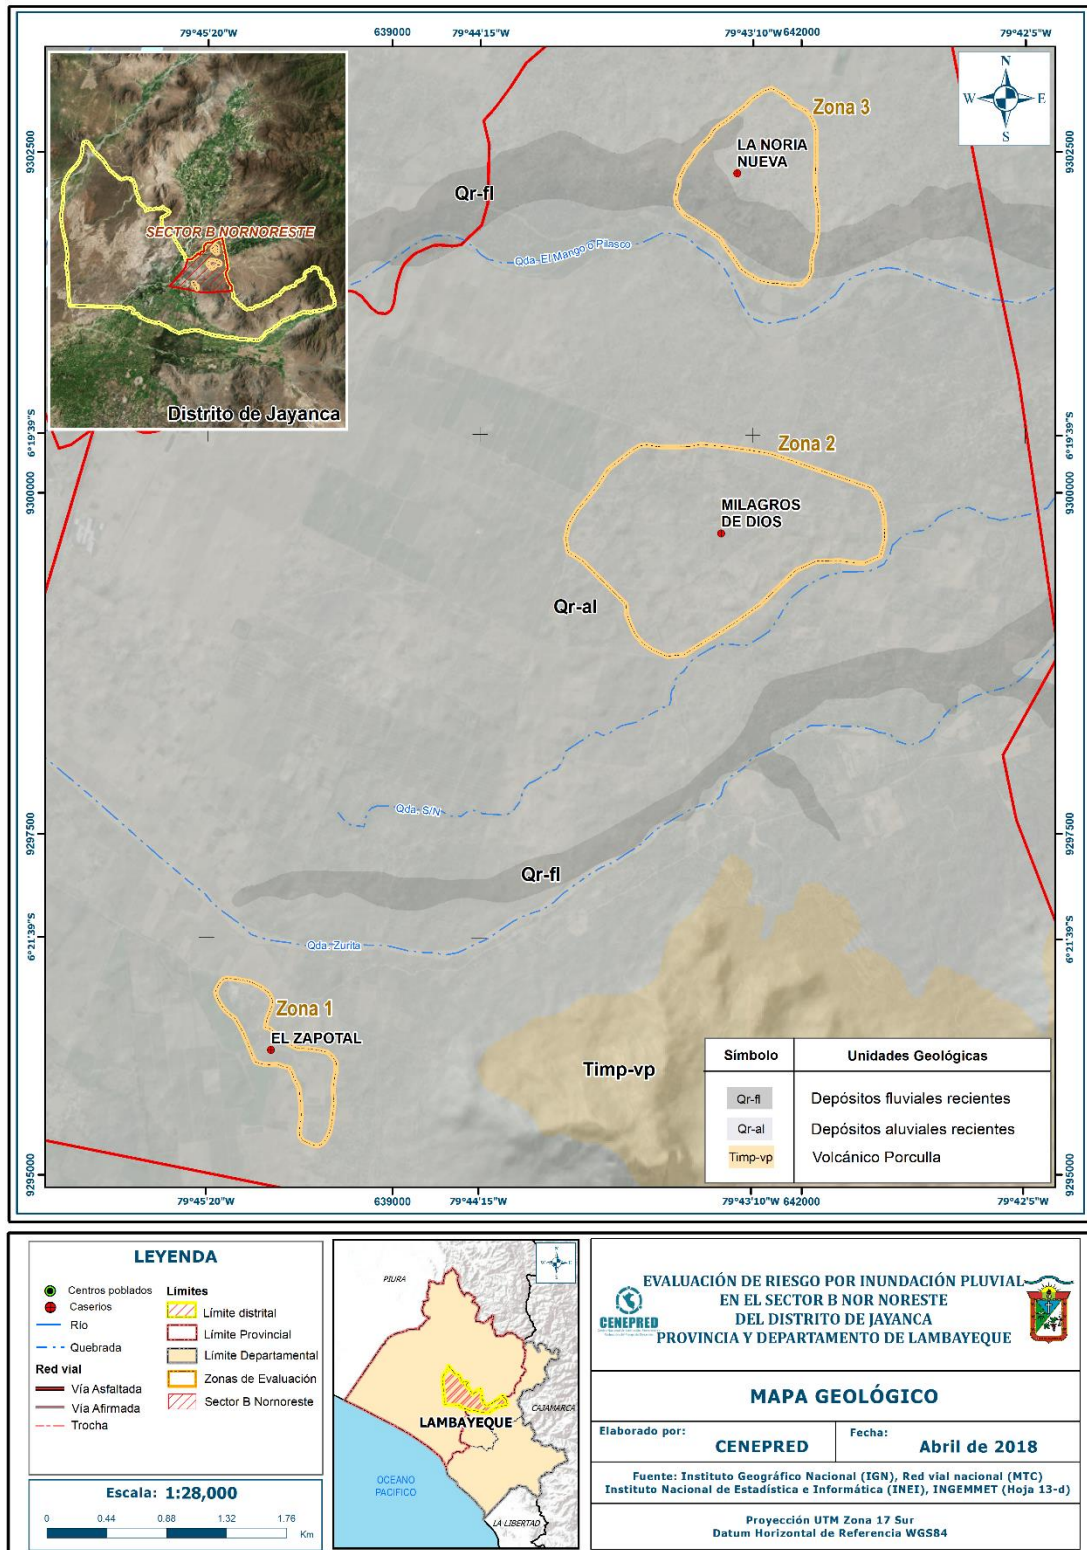 79°45'20"W
639000
79°44'15"W
79°43'10"W 642000
79°42'5"W
9302500
6°19'39"S
9300000
9297500
6°21'39"S
9295000
9302500
6°19'39"S
9300000
9297500
6°21'39"S
9295000
N
W E
S
SECTOR B NORNORESTE
Distrito de Jayanca
Zona 3
LA NORIA
NUEVA
Qr-fl
Qda. El Mango o Pilasco
Zona 2
MILAGROS
DE DIOS
Qr-al
Qda. S/N
Qr-fl
Qda. Zurita
Zona 1
EL ZAPOTAL
Timp-vp
Símbolo Unidades Geológicas
Qr-fl Depósitos fluviales recientes
Qr-al Depósitos aluviales recientes
Timp-vp Volcánico Porculla
79°45'20"W
639000
79°44'15"W
79°43'10"W 642000
79°42'5"W
LEYENDA
Centros poblados
Caserios
Río
Quebrada
Red vial
Vía Asfaltada
Vía Afirmada
Trocha
Límites
Límite distrital
Límite Provincial
Límite Departamental
Zonas de Evaluación
Sector B Nornoreste
Escala: 1:28,000
0 0.44 0.88 1.32 1.76
Km
PIURA
CAJAMARCA
LAMBAYEQUE
OCEANO
PACIFICO
LA LIBERTAD
CENEPRED
EVALUACIÓN DE RIESGO POR INUNDACIÓN PLUVIAL
EN EL SECTOR B NOR NORESTE
DEL DISTRITO DE JAYANCA
PROVINCIA Y DEPARTAMENTO DE LAMBAYEQUE
MAPA GEOLÓGICO
Elaborado por:
CENEPRED
Fecha:
Abril de 2018
Fuente: Instituto Geográfico Nacional (IGN), Red vial nacional (MTC)
Instituto Nacional de Estadística e Informática (INEI), INGEMMET (Hoja 13-d)
Proyección UTM Zona 17 Sur
Datum Horizontal de Referencia WGS84